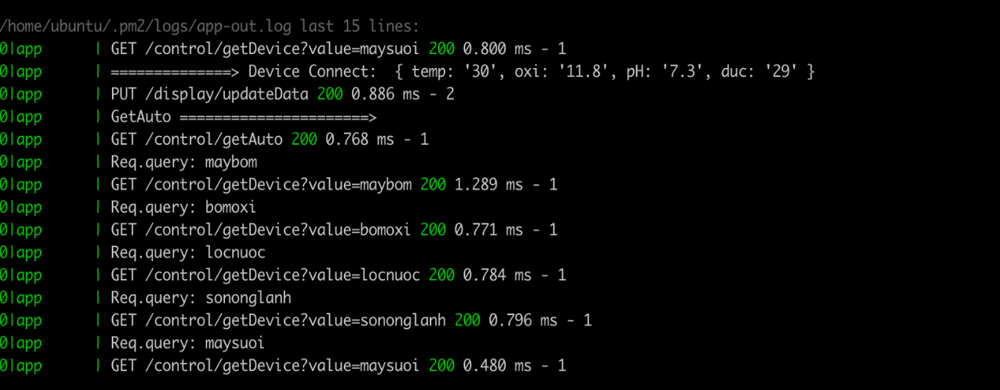 /home/ubuntu/.pm2/logs/app-out.log last 15 lines:
0|app      | GET /control/getDevice?value=maysuoi 200 0.800 ms - 1
0|app      | ==============> Device Connect:  { temp: '30', oxi: '11.8', pH: '7.3', duc: '29' }
0|app      | PUT /display/updateData 200 0.886 ms - 2
0|app      | GetAuto ======================>
0|app      | GET /control/getAuto 200 0.768 ms - 1
0|app      | Req.query: maybom
0|app      | GET /control/getDevice?value=maybom 200 1.289 ms - 1
0|app      | Req.query: bomoxi
0|app      | GET /control/getDevice?value=bomoxi 200 0.771 ms - 1
0|app      | Req.query: locnuoc
0|app      | GET /control/getDevice?value=locnuoc 200 0.784 ms - 1
0|app      | Req.query: sononglanh
0|app      | GET /control/getDevice?value=sononglanh 200 0.796 ms - 1
0|app      | Req.query: maysuoi
0|app      | GET /control/getDevice?value=maysuoi 200 0.480 ms - 1